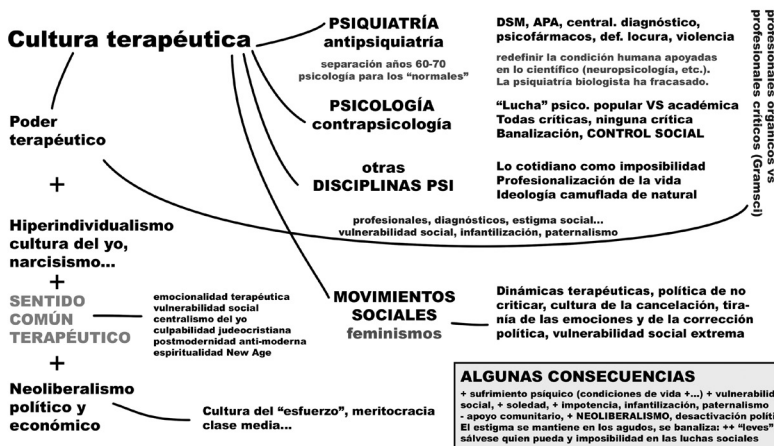 Cultura terapéutica
PSIQUIATRÍA
antipsiquiatría
DSM, APA, central. diagnóstico,
psicofármacos, def. locura, violencia
separación años 60-70
psicología para los “normales”
redefinir la condición humana apoyadas
en lo científico (neuropsicología, etc.).
La psiquiatría biologista ha fracasado.
PSICOLOGÍA
contrapsicología
“Lucha” psico. popular VS académica
Todas críticas, ninguna crítica
Banalización, CONTROL SOCIAL
otras
DISCIPLINAS PSI
Lo cotidiano como imposibilidad
Profesionalización de la vida
Ideología camuflada de natural
profesionales orgánicos vs
profesionales críticos (Gramsci)
profesionales, diagnósticos, estigma social...
vulnerabilidad social, infantilización, paternalismo
Poder
terapéutico
+
Hiperindividualismo
cultura del yo,
narcisismo...
+
SENTIDO
COMÚN
TERAPÉUTICO
emocionalidad terapéutica
vulnerabilidad social
centralismo del yo
culpabilidad judeocristiana
postmodernidad anti-moderna
espiritualidad New Age
+
Neoliberalismo
político y
económico
Cultura del "esfuerzo", meritocracia
clase media...
MOVIMIENTOS
SOCIALES
feminismos
Dinámicas terapéuticas, política de no
criticar, cultura de la cancelación, tira-
nía de las emociones y de la corrección
política, vulnerabilidad social extrema
ALGUNAS CONSECUENCIAS
+ sufrimiento psíquico (condiciones de vida +...) + vulnerabilid
social, + soledad, + impotencia, infantilización, paternalismo
- apoyo comunitario, + NEOLIBERALISMO, desactivación políti
El estigma se mantiene en los agudos, se banaliza: ++ “leves”
sálvese quien pueda y imposibilidad en las luchas sociales